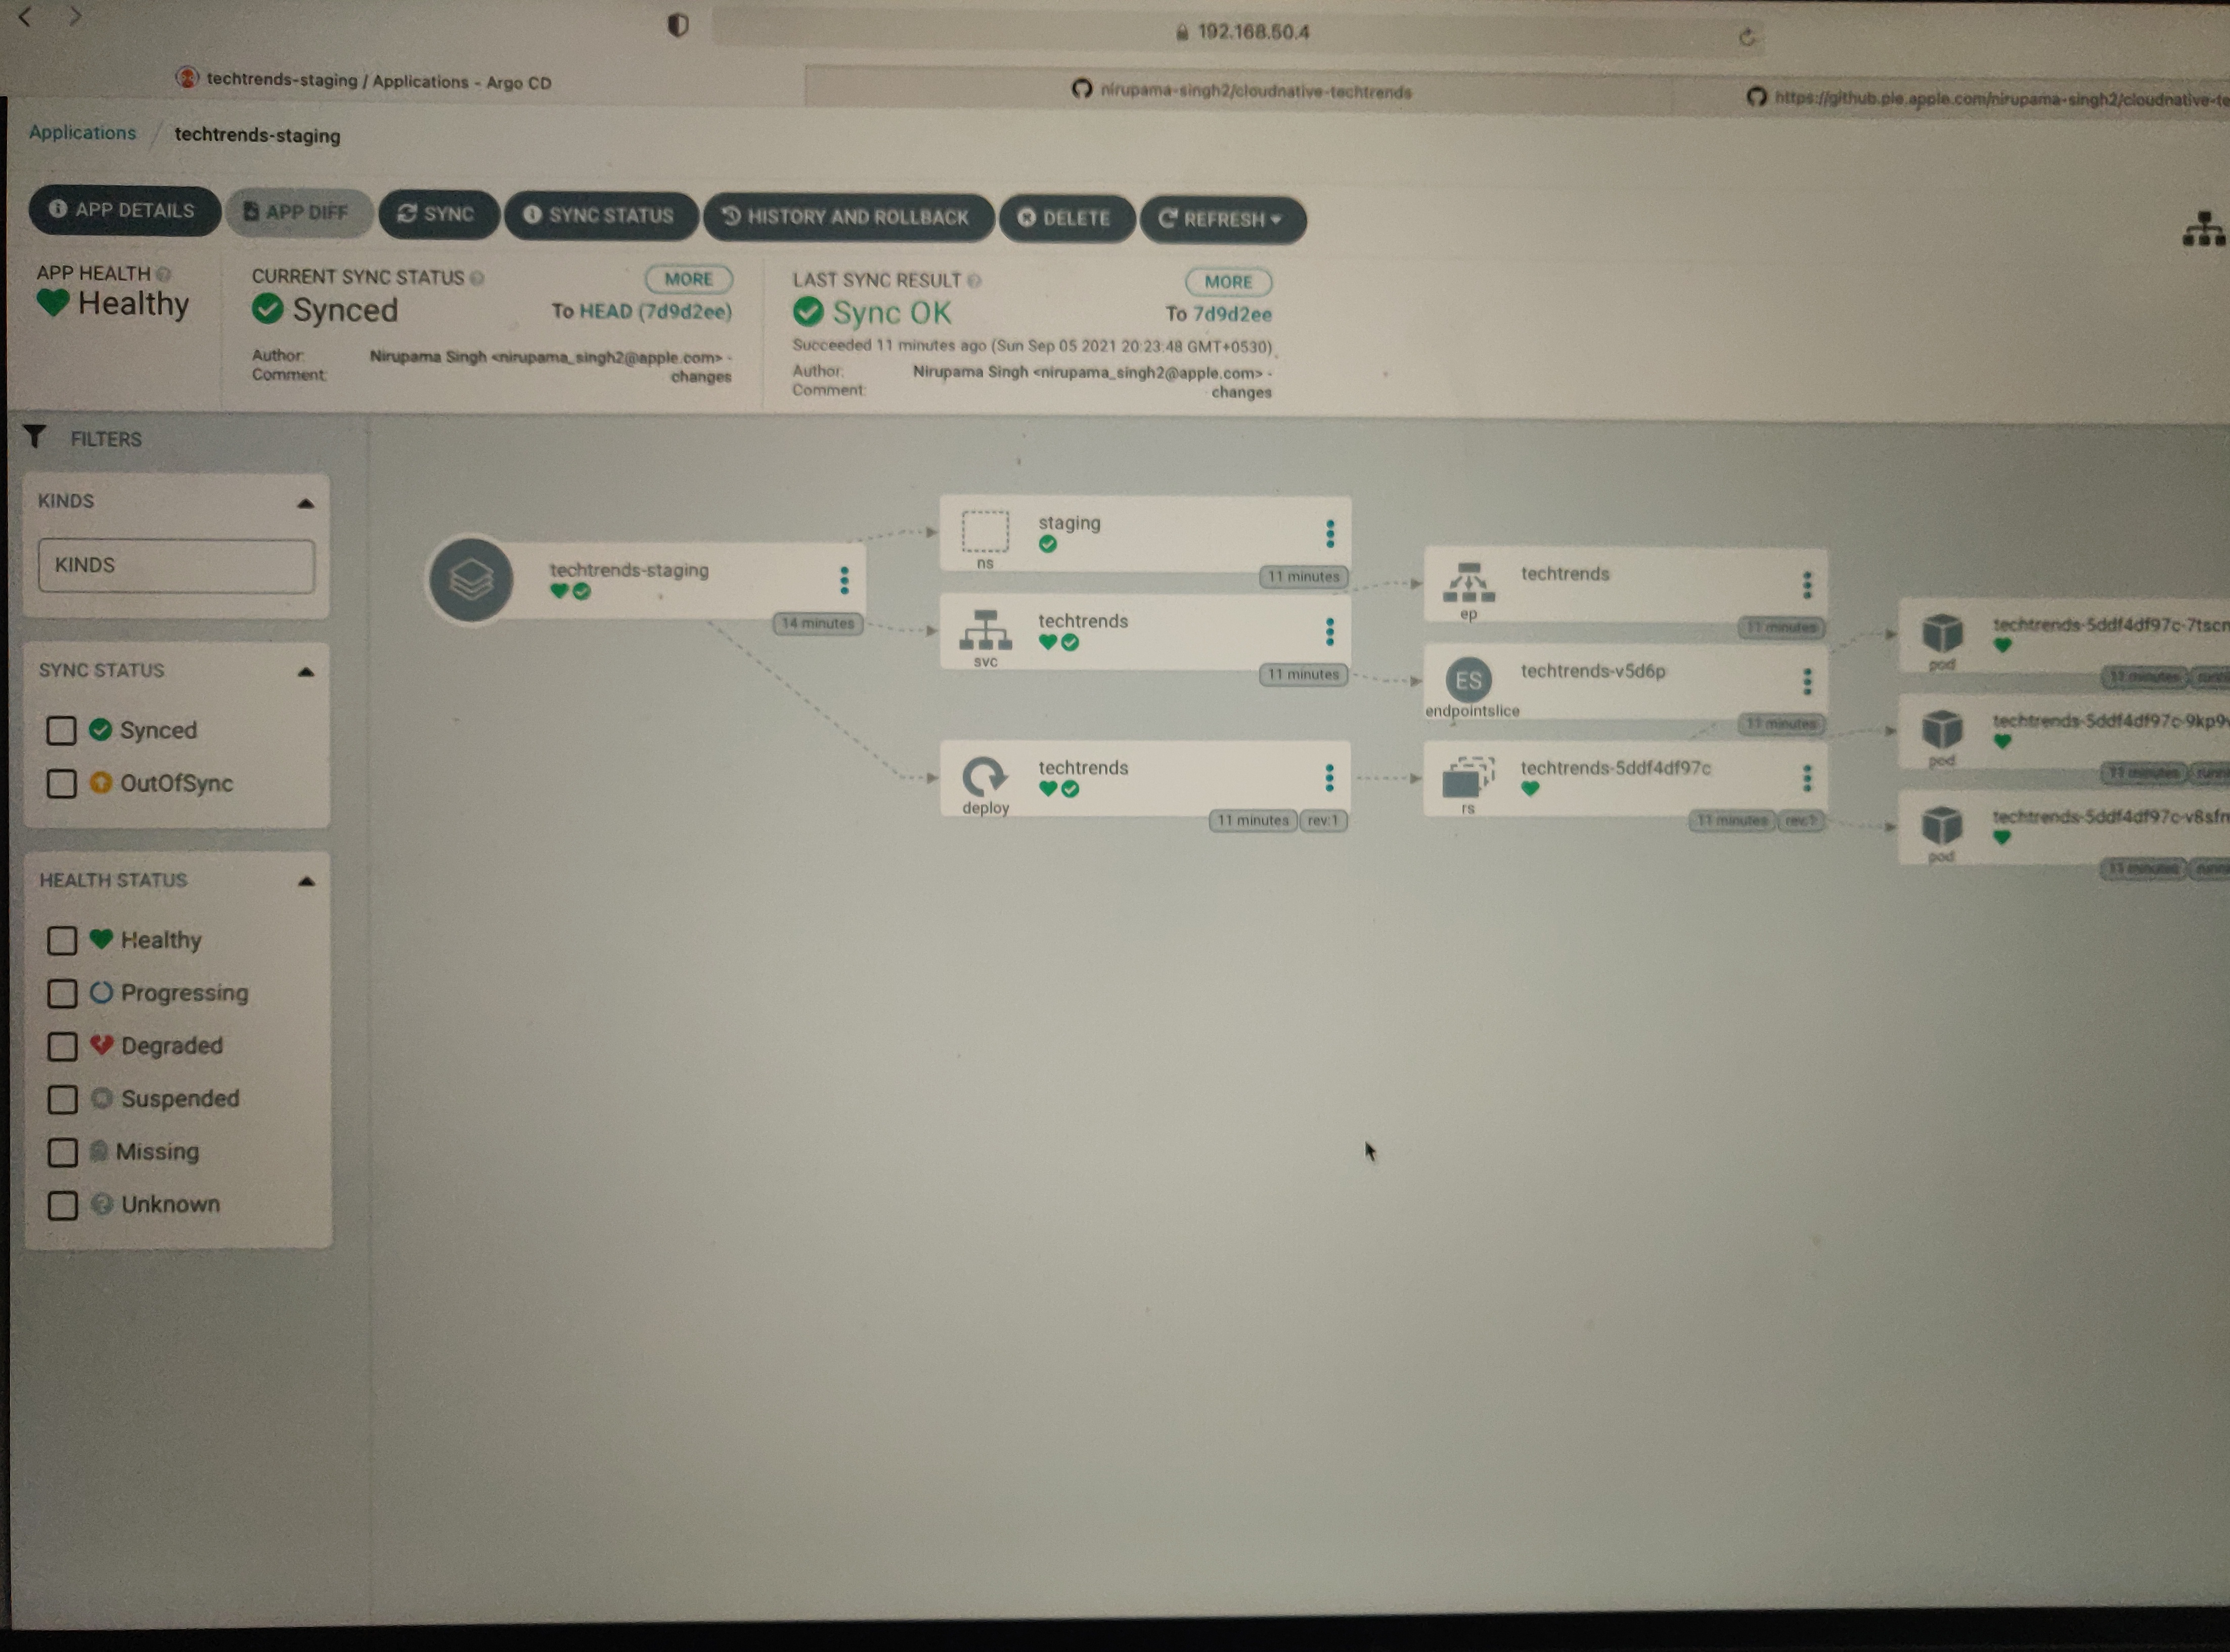 192.168.50.4
techtrends-staging / Applications - Argo CD
nirupama-singh2/cloudnative-techtrends
https://github.pie.apple.com/nirupama-singh2/cloudnative-te
Applications / techtrends-staging
APP DETAILS
APP DIFF
SYNC
SYNC STATUS
HISTORY AND ROLLBACK
DELETE
REFRESH
APP HEALTH
Healthy
CURRENT SYNC STATUS
MORE
Synced
To HEAD (7d9d2ee)
Author: Nirupama Singh <nirupama_singh2@apple.com> -
Comment: changes
LAST SYNC RESULT
MORE
Sync OK
To 7d9d2ee
Succeeded 11 minutes ago (Sun Sep 05 2021 20:23:48 GMT+0530)
Author: Nirupama Singh <nirupama_singh2@apple.com> -
Comment: changes
FILTERS
KINDS
KINDS
SYNC STATUS
Synced
OutOfSync
HEALTH STATUS
Healthy
Progressing
Degraded
Suspended
Missing
Unknown
techtrends-staging
14 minutes
staging
ns
11 minutes
techtrends
svc
11 minutes
techtrends
deploy
11 minutes
rev:1
techtrends
ep
11 minutes
ES
techtrends-v5d6p
endpointslice
11 minutes
techtrends-5ddf4df97c
rs
11 minutes
rev:1
techtrends-5ddf4df97c-7tscn
pod
11 minutes
techtrends-5ddf4df97c-9kp9
pod
11 minutes
techtrends-5ddf4df97c-v8sfn
pod
11 minutes